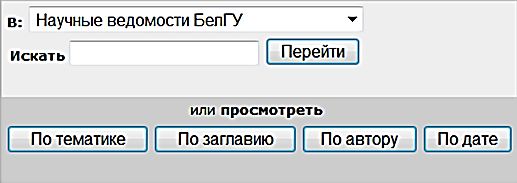 В: Научные ведомости БелГУ
Искать Перейти
или просмотреть
По тематике По заглавию По автору По дате